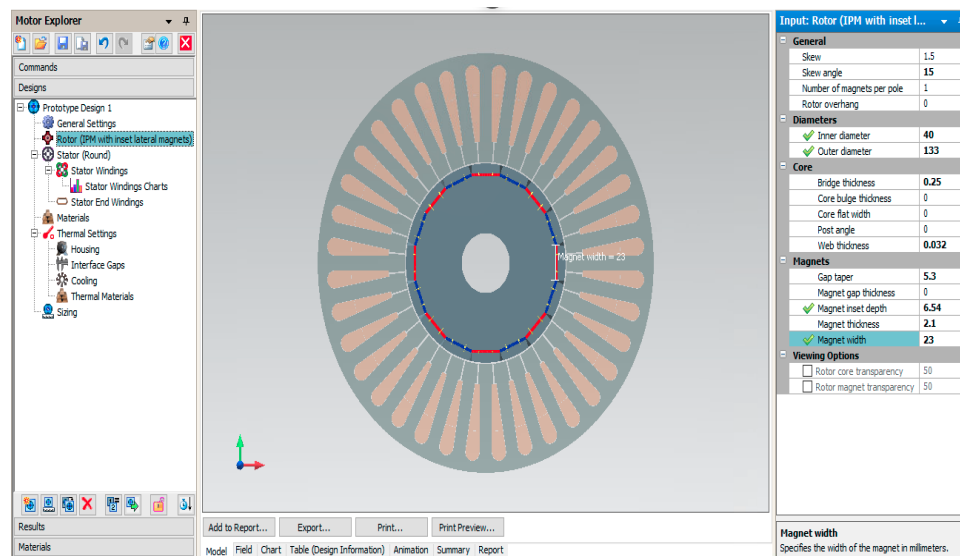 Motor Explorer
Commands
Designs
Prototype Design 1
General Settings
Rotor (IPM with inset lateral magnets)
Stator (Round)
Stator Windings
Stator Windings Charts
Stator End Windings
Materials
Thermal Settings
Housing
Interface Gaps
Cooling
Thermal Materials
Sizing
Results
Materials
Magnet width = 23
Add to Report... Export... Print... Print Preview...
Model Field Chart Table (Design Information) Animation Summary Report
Input: Rotor (IPM with inset l...
General
Skew 1.5
Skew angle 15
Number of magnets per pole 1
Rotor overhang 0
Diameters
Inner diameter 40
Outer diameter 133
Core
Bridge thickness 0.25
Core bulge thickness 0
Core flat width 0
Post angle 0
Web thickness 0.032
Magnets
Gap taper 5.3
Magnet gap thickness 0
Magnet inset depth 6.54
Magnet thickness 2.1
Magnet width 23
Viewing Options
Rotor core transparency 50
Rotor magnet transparency 50
Magnet width
Specifies the width of the magnet in millimeters.